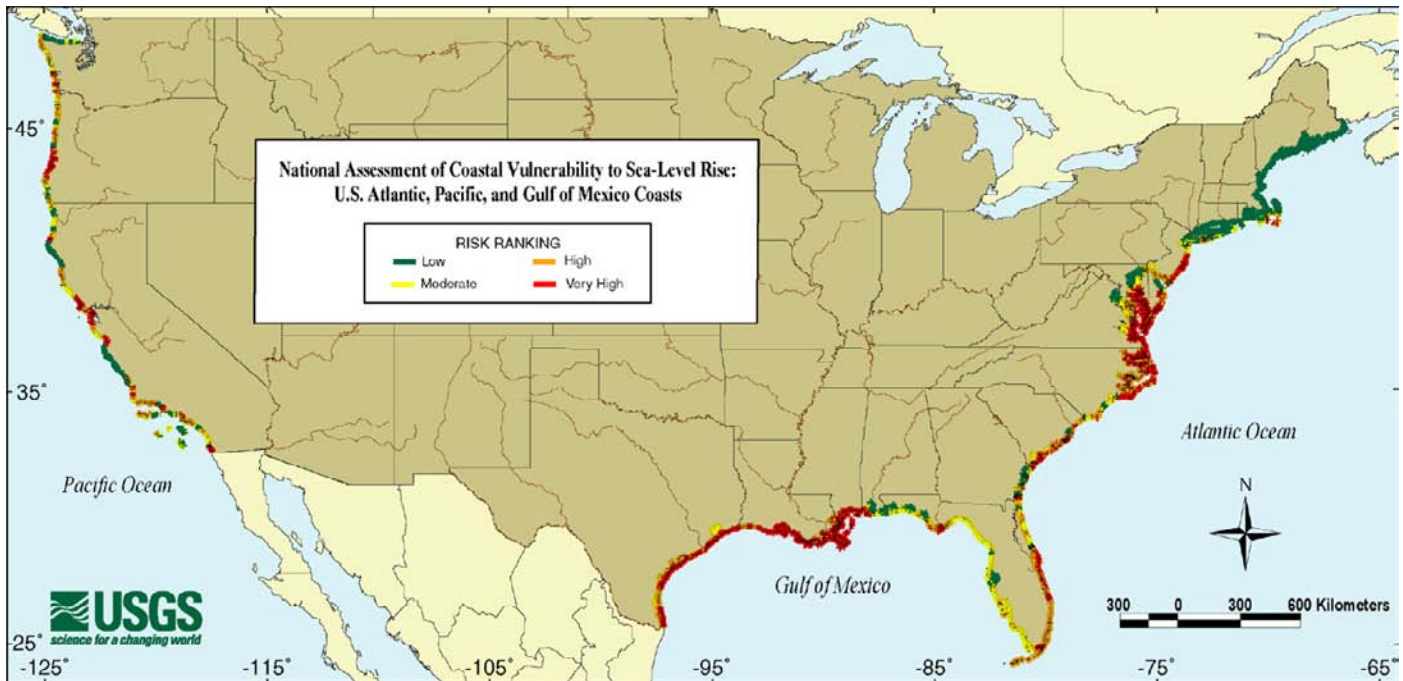 National Assessment of Coastal Vulnerability to Sea-Level Rise:
U.S. Atlantic, Pacific, and Gulf of Mexico Coasts
RISK RANKING
Low
High
Moderate
Very High
45°
35°
25°
Pacific Ocean
Atlantic Ocean
Gulf of Mexico
N
300 0 300 600 Kilometers
USGS
science for a changing world
-125 -115 -105 -95 -85 -75 -65